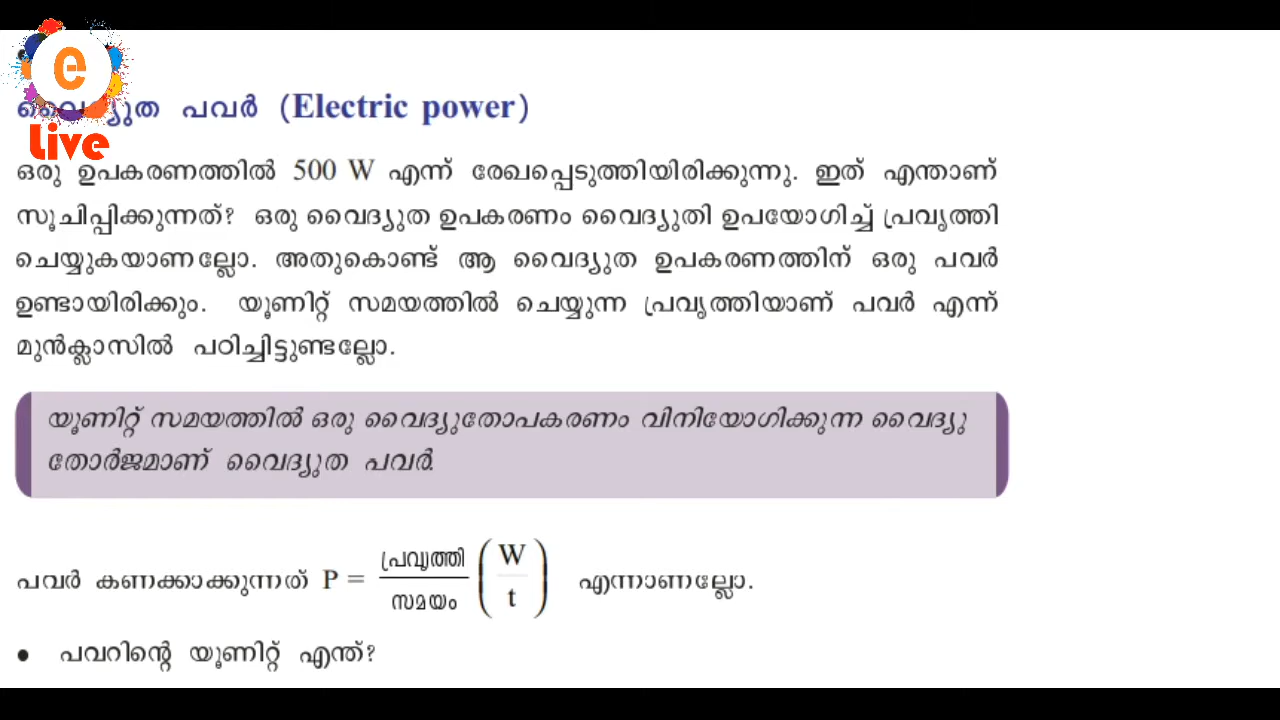 e
Live
വൈദ്യുത പവർ (Electric power)
ഒരു ഉപകരണത്തിൽ 500 W എന്ന് രേഖപ്പെടുത്തിയിരിക്കുന്നു. ഇത് എന്താണ്
സൂചിപ്പിക്കുന്നത്? ഒരു വൈദ്യുത ഉപകരണം വൈദ്യുതി ഉപയോഗിച്ച് പ്രവൃത്തി
ചെയ്യുകയാണല്ലോ. അതുകൊണ്ട് ആ വൈദ്യുത ഉപകരണത്തിന് ഒരു പവർ
ഉണ്ടായിരിക്കും. യൂണിറ്റ് സമയത്തിൽ ചെയ്യുന്ന പ്രവൃത്തിയാണ് പവർ എന്ന്
മുൻക്ലാസിൽ പഠിച്ചിട്ടുണ്ടല്ലോ.
യൂണിറ്റ് സമയത്തിൽ ഒരു വൈദ്യുതോപകരണം വിനിയോഗിക്കുന്ന വൈദ്യു
തോർജമാണ് വൈദ്യുത പവർ.
പവർ കണക്കാക്കുന്നത് P = പ്രവൃത്തി/സമയം (W/t) എന്നാണല്ലോ.
• പവറിന്റെ യൂണിറ്റ് എന്ത്?